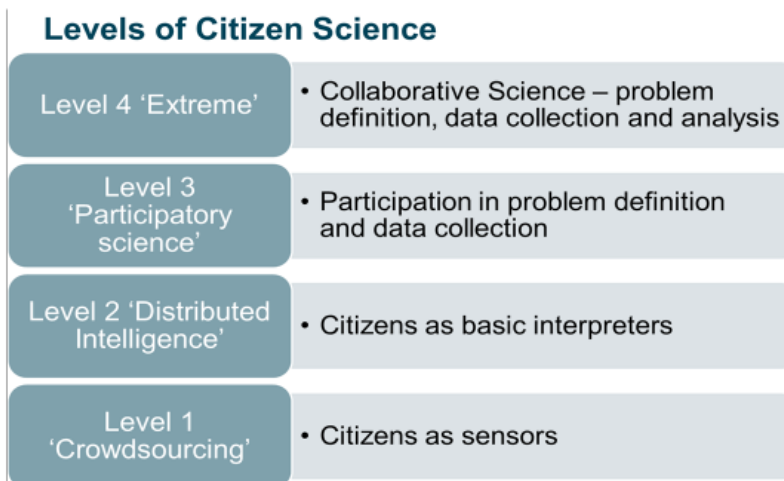 Levels of Citizen Science
Level 4 ‘Extreme’
• Collaborative Science – problem
definition, data collection and analysis
Level 3
‘Participatory
science’
• Participation in problem definition
and data collection
Level 2 ‘Distributed
Intelligence’
• Citizens as basic interpreters
Level 1
‘Crowdsourcing’
• Citizens as sensors